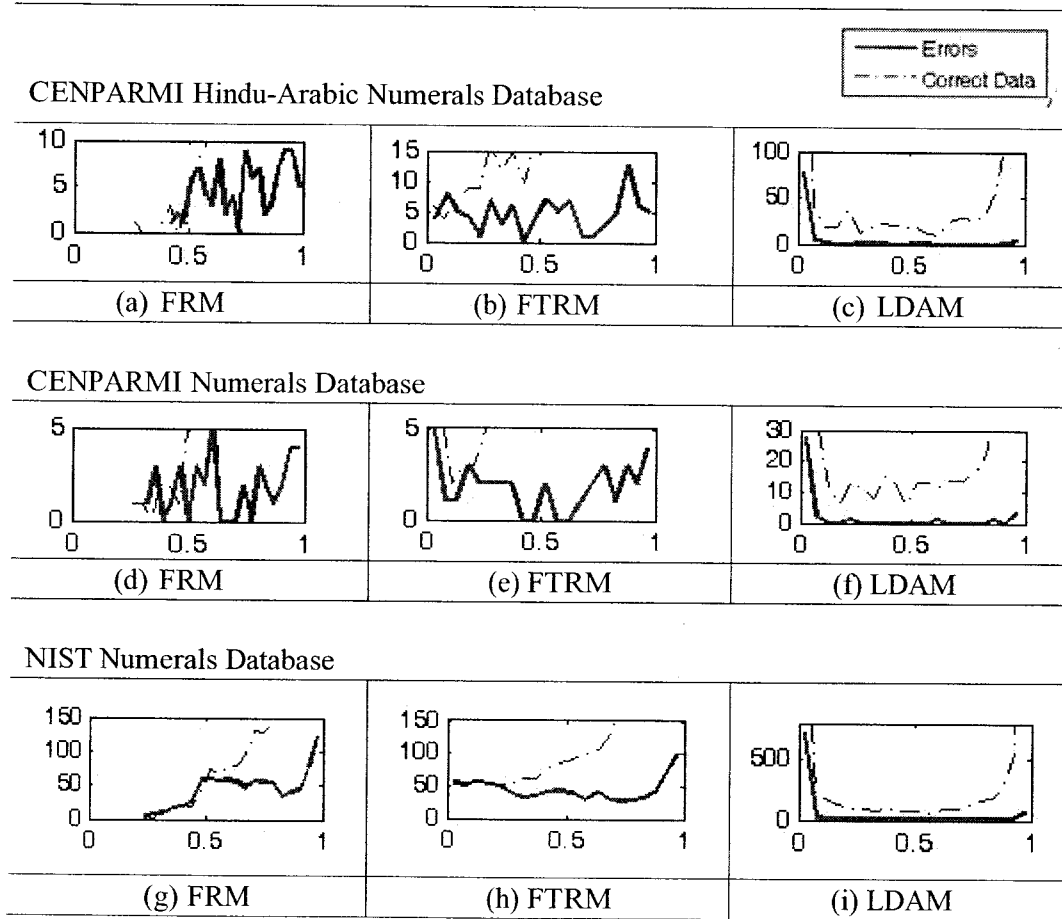 Errors
Correct Data
CENPARMI Hindu-Arabic Numerals Database
10
5
0
0 0.5 1
15
10
5
0
0 0.5 1
100
50
0
0 0.5 1
(a) FRM (b) FTRM (c) LDAM
CENPARMI Numerals Database
5
0
0 0.5 1
5
0
0 0.5 1
30
20
10
0
0 0.5 1
(d) FRM (e) FTRM (f) LDAM
NIST Numerals Database
150
100
50
0
0 0.5 1
150
100
50
0
0 0.5 1
500
0
0 0.5 1
(g) FRM (h) FTRM (i) LDAM